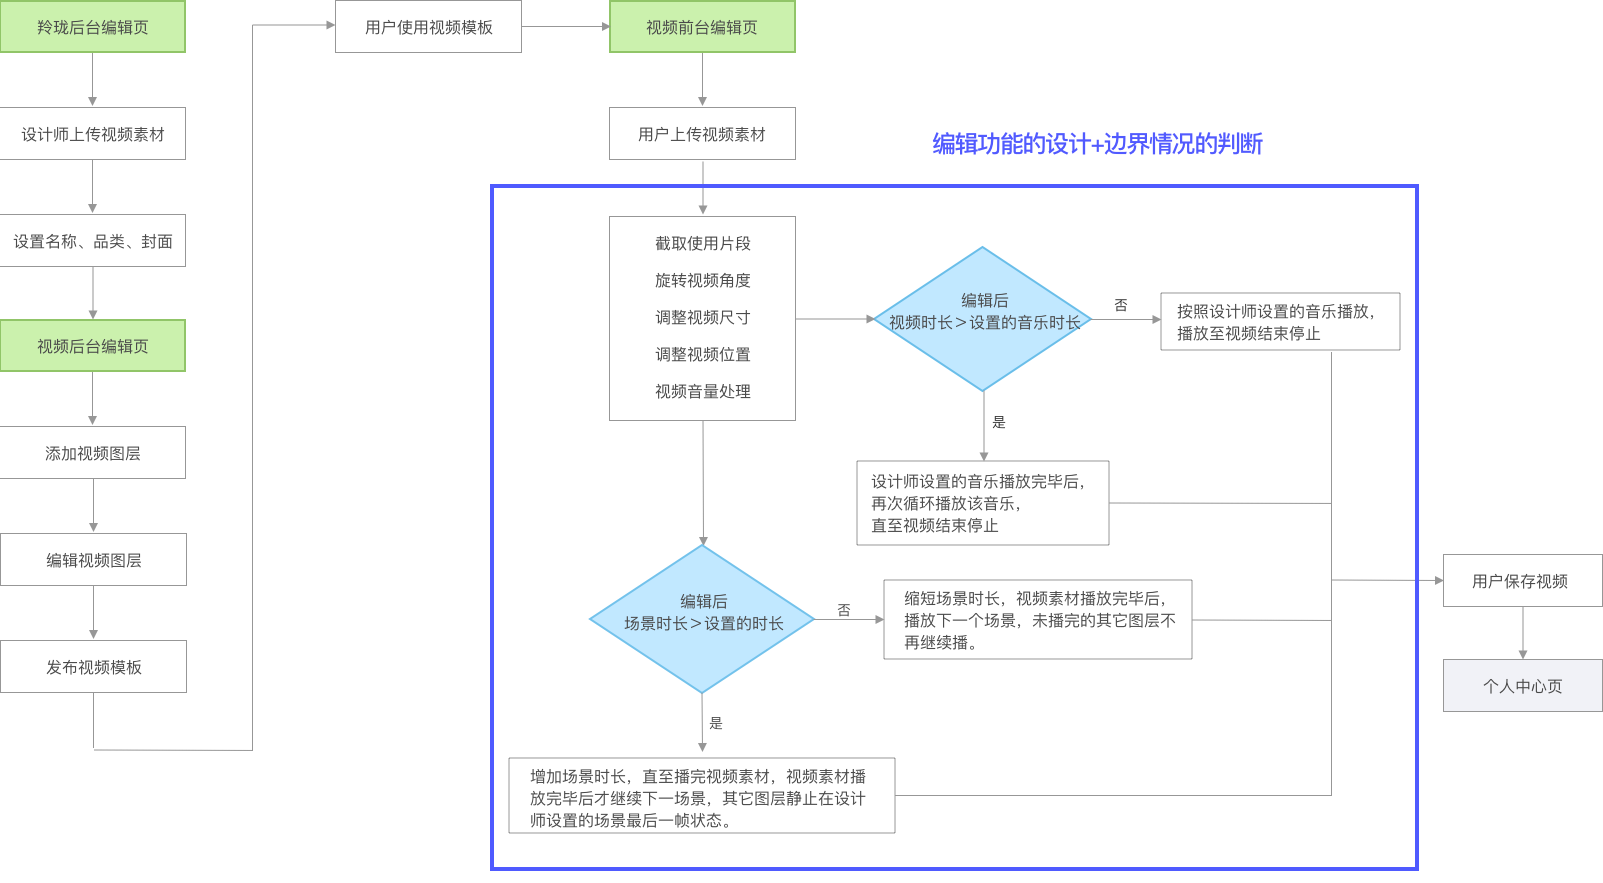 羚珑后台编辑页
设计师上传视频素材
设置名称、品类、封面
视频后台编辑页
添加视频图层
编辑视频图层
发布视频模板
用户使用视频模板
视频前台编辑页
用户上传视频素材
编辑功能的设计+边界情况的判断
截取使用片段
旋转视频角度
调整视频尺寸
调整视频位置
视频音量处理
编辑后
视频时长＞设置的音乐时长
否
按照设计师设置的音乐播放，
播放至视频结束停止
是
设计师设置的音乐播放完毕后，
再次循环播放该音乐，
直至视频结束停止
编辑后
场景时长＞设置的时长
否
缩短场景时长，视频素材播放完毕后，
播放下一个场景，未播完的其它图层不
再继续播。
是
增加场景时长，直至播完视频素材，视频素材播
放完毕后才继续下一场景，其它图层静止在设计
师设置的场景最后一帧状态。
用户保存视频
个人中心页